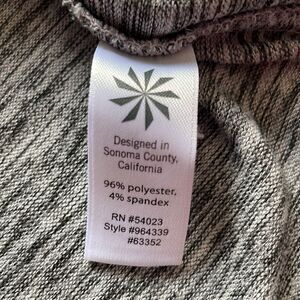 Designed in
Sonoma County,
California
96% polyester,
4% spandex
RN #54023
Style #964339
#63352